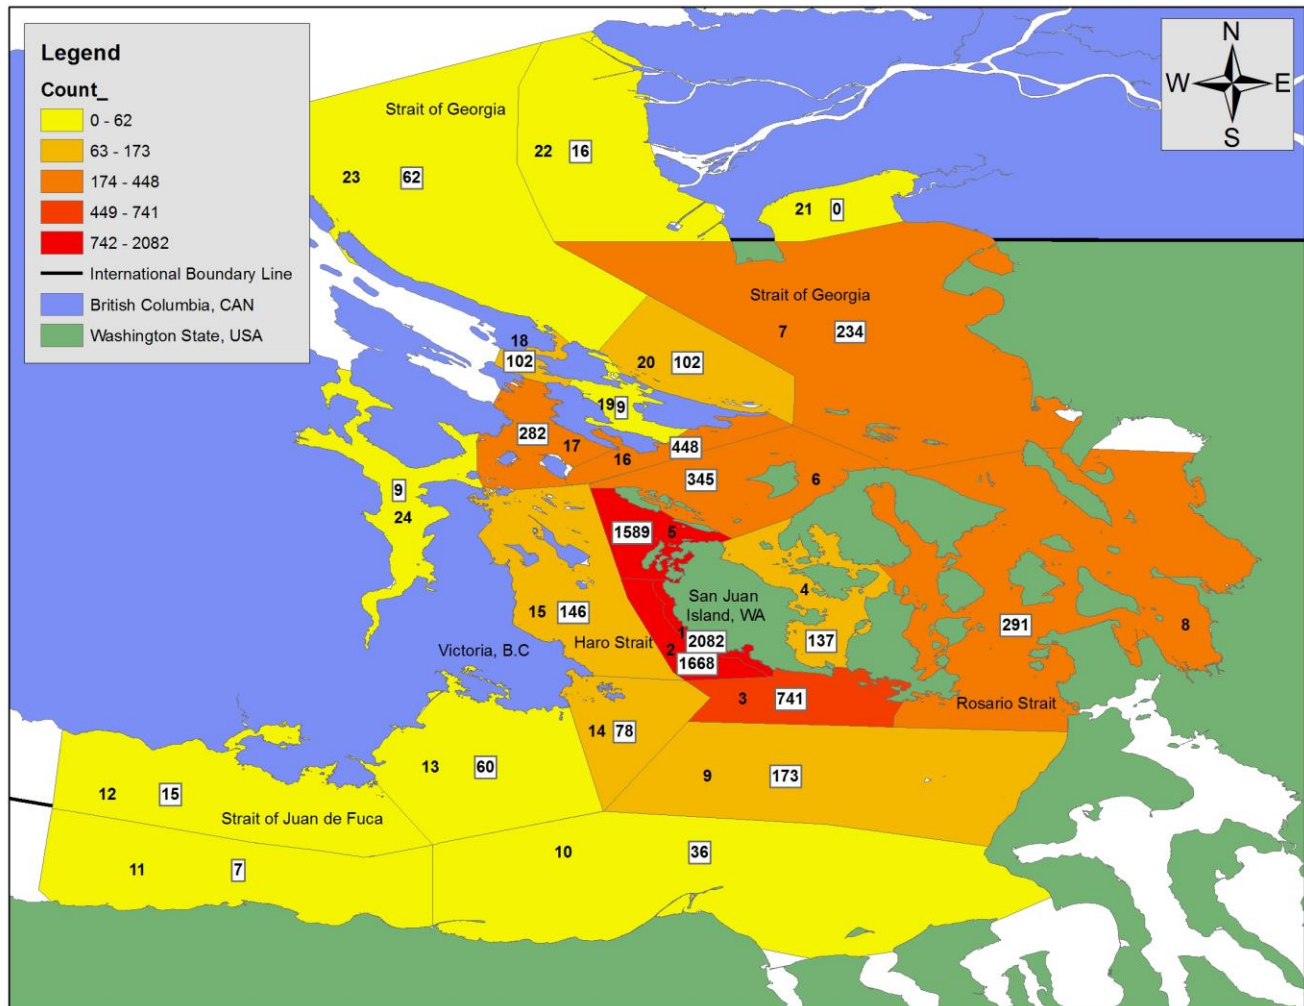 Legend
Count_
0 - 62
63 - 173
174 - 448
449 - 741
742 - 2082
International Boundary Line
British Columbia, CAN
Washington State, USA
N
W E
S
Strait of Georgia
22 16
23 62
21 0
Strait of Georgia
7 234
18
102
20 102
19 9
282
17
448
16
345
6
9
24
1589 5
4
San Juan
Island, WA
15 146
1
2082
2
1668
Haro Strait
137
291
8
Victoria, B.C
3 741
Rosario Strait
14 78
13 60
9 173
12 15
Strait of Juan de Fuca
10 36
11 7